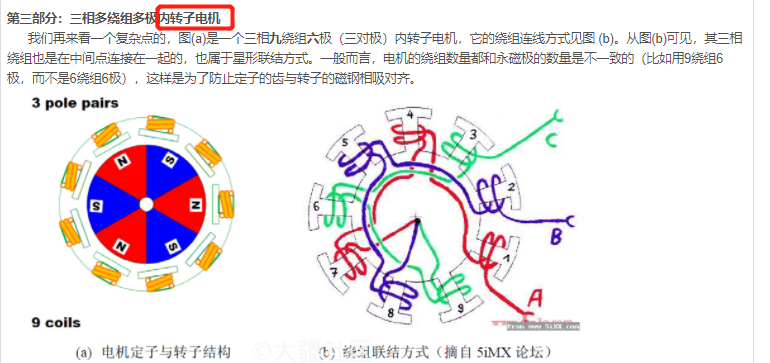 第三部分：三相多绕组多极内转子电机
我们再来看一个复杂点的，图(a)是一个三相九绕组六极（三对极）内转子电机，它的绕组连线方式见图 (b)。从图(b)可见，其三相
绕组也是在中间点连接在一起的，也属于星形联结方式。一般而言，电机的绕组数量都和永磁极的数量是不一致的（比如用9绕组6
极，而不是6绕组6极），这样是为了防止定子的齿与转子的磁钢相吸对齐。
3 pole pairs
N
S
S
N
N
S
9 coils
4
3
5
C
2
6
B
1
7
A
8
9
(a) 电机定子与转子结构
(b) 绕组联结方式（摘自 5iMX 论坛）